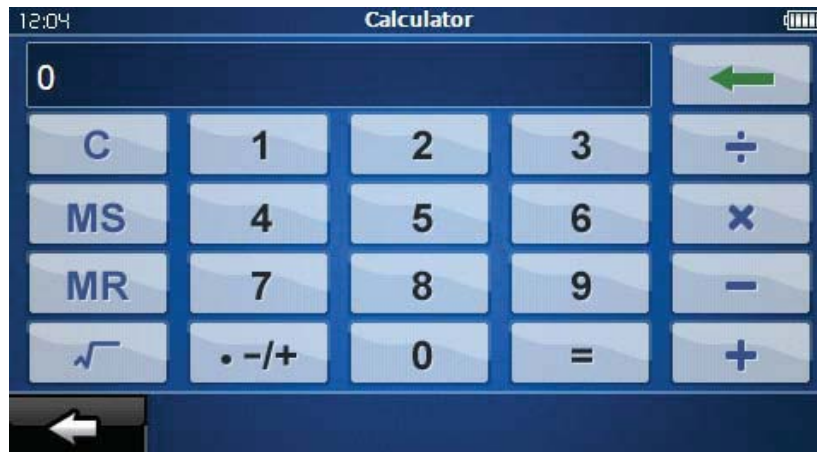 12:04 Calculator
0
C 1 2 3 ÷
MS 4 5 6 ×
MR 7 8 9 −
√ • −/+ 0 = +